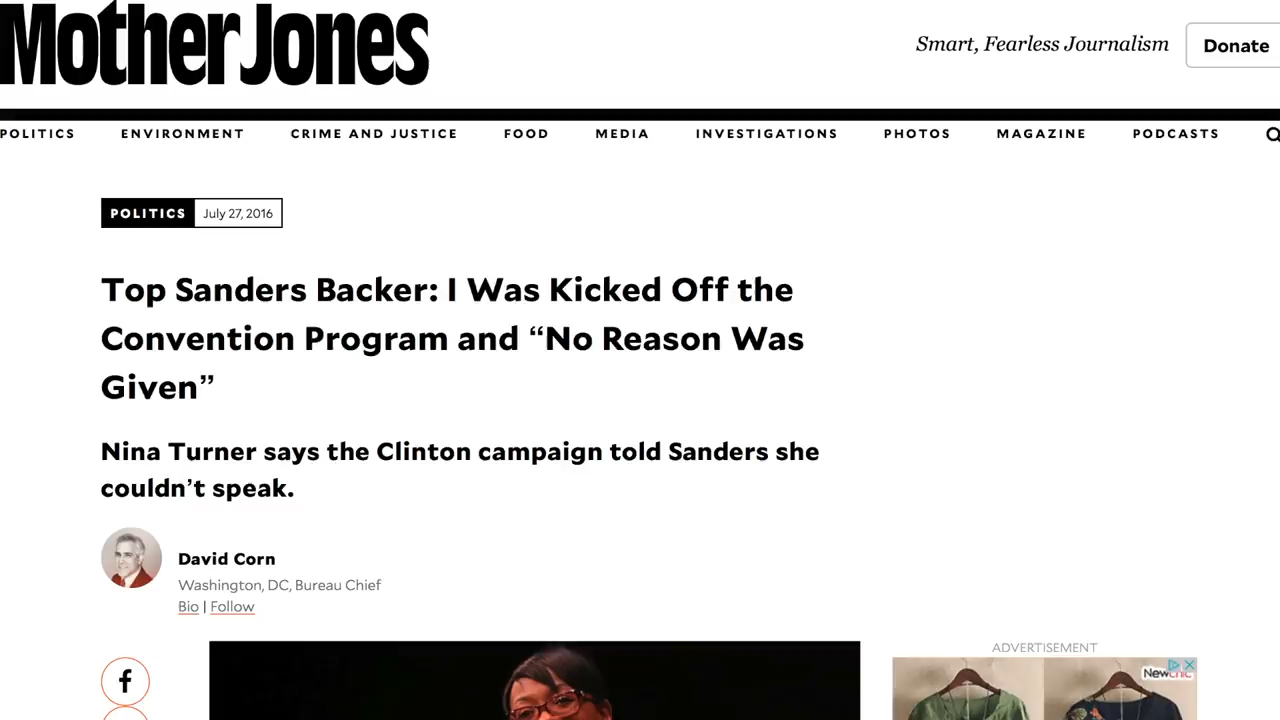 Mother Jones
Smart, Fearless Journalism
Donate
POLITICS ENVIRONMENT CRIME AND JUSTICE FOOD MEDIA INVESTIGATIONS PHOTOS MAGAZINE PODCASTS
POLITICS July 27, 2016
Top Sanders Backer: I Was Kicked Off the
Convention Program and “No Reason Was
Given”
Nina Turner says the Clinton campaign told Sanders she
couldn’t speak.
David Corn
Washington, DC, Bureau Chief
Bio | Follow
ADVERTISEMENT
Newchic